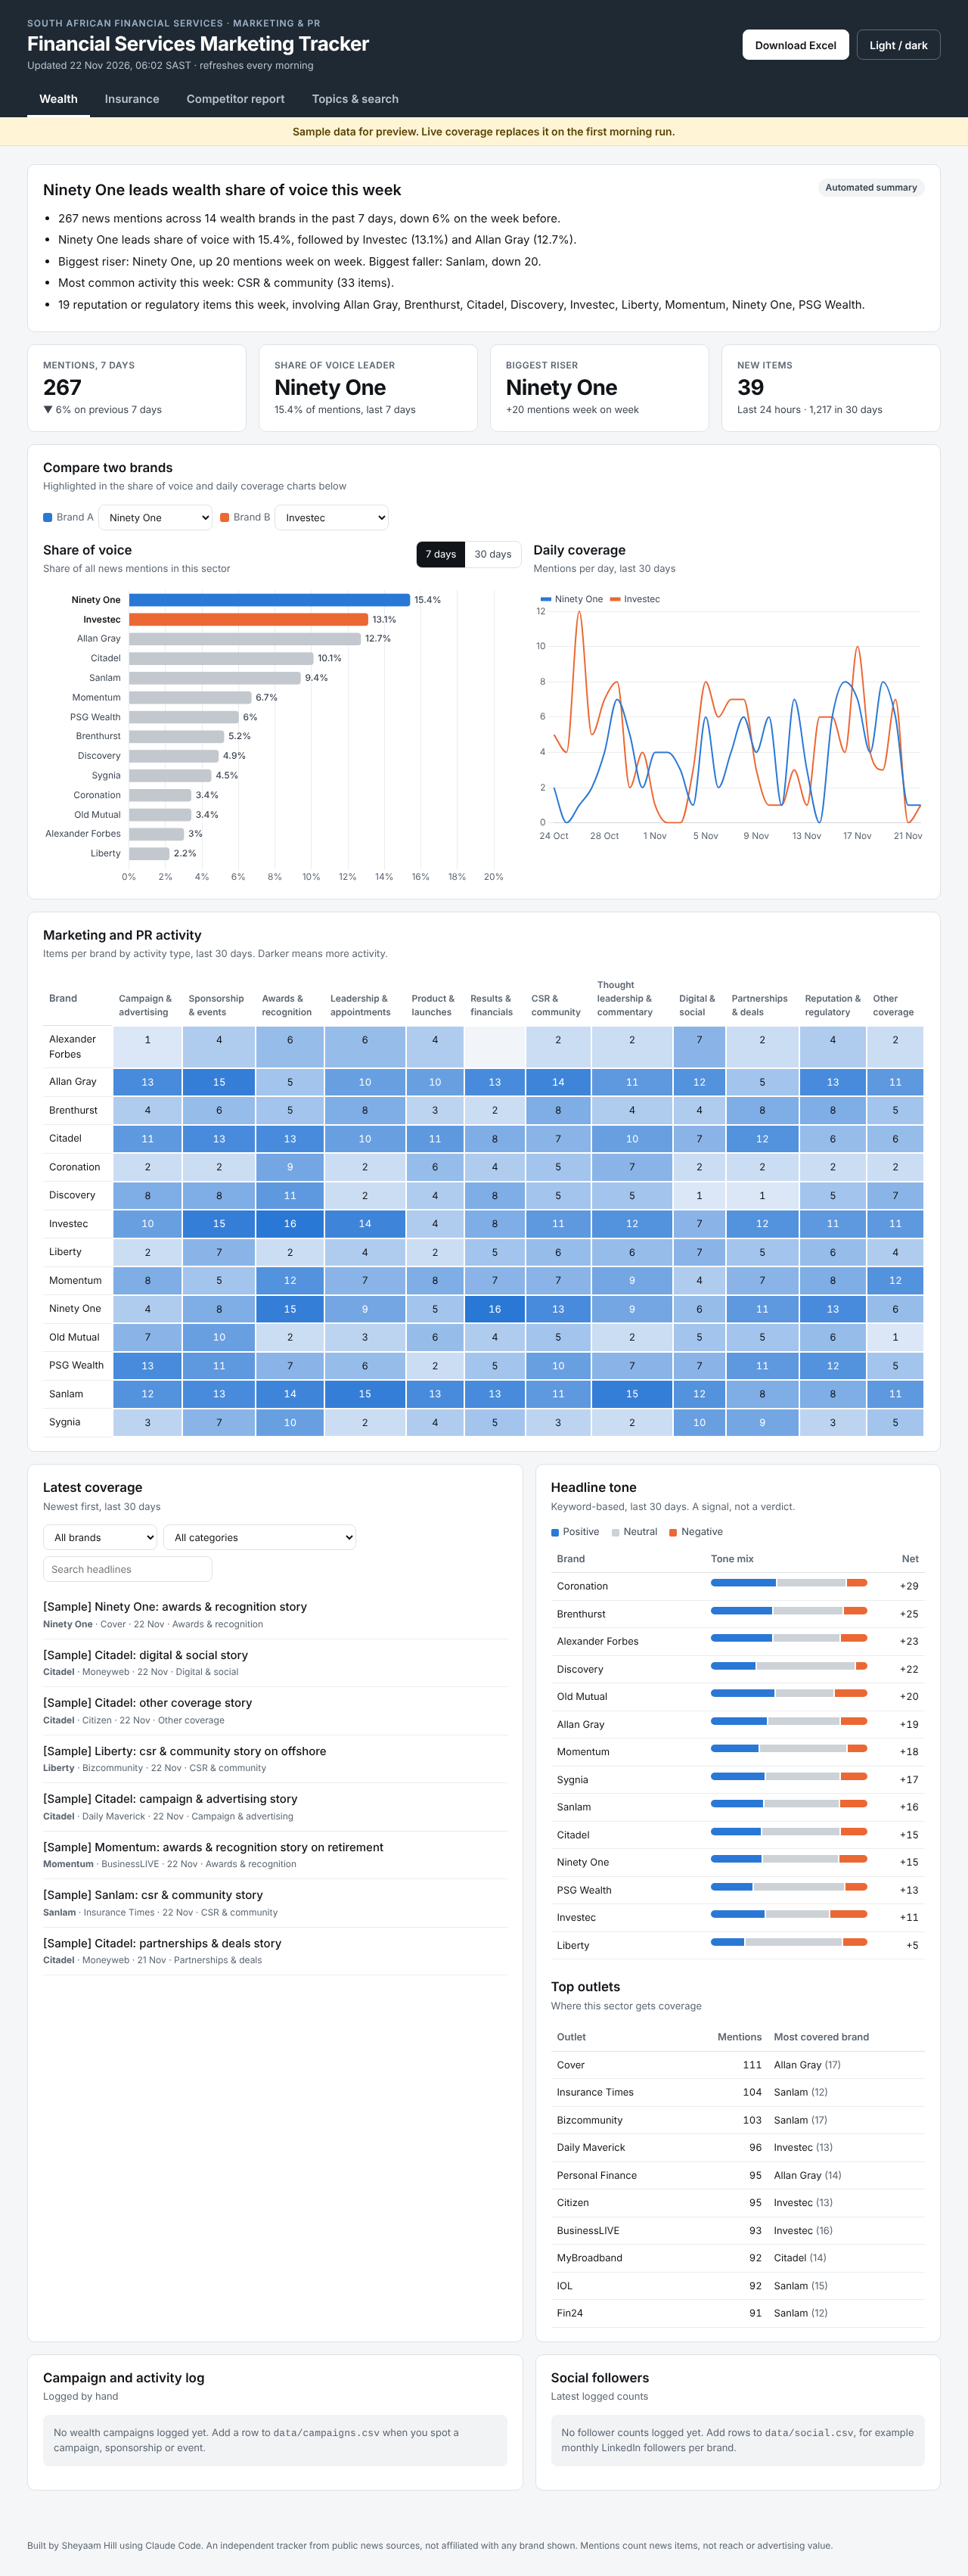 SOUTH AFRICAN FINANCIAL SERVICES · MARKETING & PR
Financial Services Marketing Tracker
Updated 22 Nov 2026, 06:02 SAST · refreshes every morning
Download Excel
Light / dark
Wealth
Insurance
Competitor report
Topics & search
Sample data for preview. Live coverage replaces it on the first morning run.
Ninety One leads wealth share of voice this week
Automated summary
• 267 news mentions across 14 wealth brands in the past 7 days, down 6% on the week before.
• Ninety One leads share of voice with 15.4%, followed by Investec (13.1%) and Allan Gray (12.7%).
• Biggest riser: Ninety One, up 20 mentions week on week. Biggest faller: Sanlam, down 20.
• Most common activity this week: CSR & community (33 items).
• 19 reputation or regulatory items this week, involving Allan Gray, Brenthurst, Citadel, Discovery, Investec, Liberty, Momentum, Ninety One, PSG Wealth.
MENTIONS, 7 DAYS
267
▼ 6% on previous 7 days
SHARE OF VOICE LEADER
Ninety One
15.4% of mentions, last 7 days
BIGGEST RISER
Ninety One
+20 mentions week on week
NEW ITEMS
39
Last 24 hours · 1,217 in 30 days
Compare two brands
Highlighted in the share of voice and daily coverage charts below
Brand A Ninety One Brand B Investec
Share of voice
Share of all news mentions in this sector
7 days 30 days
Ninety One 15.4%
Investec 13.1%
Allan Gray 12.7%
Citadel 10.1%
Sanlam 9.4%
Momentum 6.7%
PSG Wealth 6%
Brenthurst 5.2%
Discovery 4.9%
Sygnia 4.5%
Coronation 3.4%
Old Mutual 3.4%
Alexander Forbes 3%
Liberty 2.2%
0% 2% 4% 6% 8% 10% 12% 14% 16% 18% 20%
Daily coverage
Mentions per day, last 30 days
Ninety One Investec
12
10
8
6
4
2
0
24 Oct 28 Oct 1 Nov 5 Nov 9 Nov 13 Nov 17 Nov 21 Nov
Marketing and PR activity
Items per brand by activity type, last 30 days. Darker means more activity.
Brand
Campaign & advertising
Sponsorship & events
Awards & recognition
Leadership & appointments
Product & launches
Results & financials
CSR & community
Thought leadership & commentary
Digital & social
Partnerships & deals
Reputation & regulatory
Other coverage
Alexander Forbes 1 4 6 6 4 2 2 7 2 4 2
Allan Gray 13 15 5 10 10 13 14 11 12 5 13 11
Brenthurst 4 6 5 8 3 2 8 4 4 8 8 5
Citadel 11 13 13 10 11 8 7 10 7 12 6 6
Coronation 2 2 9 2 6 4 5 7 2 2 2 2
Discovery 8 8 11 2 4 8 5 5 1 1 5 7
Investec 10 15 16 14 4 8 11 12 7 12 11 11
Liberty 2 7 2 4 2 5 6 6 7 5 6 4
Momentum 8 5 12 7 8 7 7 9 4 7 8 12
Ninety One 4 8 15 9 5 16 13 9 6 11 13 6
Old Mutual 7 10 2 3 6 4 5 2 5 5 6 1
PSG Wealth 13 11 7 6 2 5 10 7 7 11 12 5
Sanlam 12 13 14 15 13 13 11 15 12 8 8 11
Sygnia 3 7 10 2 4 5 3 2 10 9 3 5
Latest coverage
Newest first, last 30 days
All brands All categories
Search headlines
[Sample] Ninety One: awards & recognition story
Ninety One · Cover · 22 Nov · Awards & recognition
[Sample] Citadel: digital & social story
Citadel · Moneyweb · 22 Nov · Digital & social
[Sample] Citadel: other coverage story
Citadel · Citizen · 22 Nov · Other coverage
[Sample] Liberty: csr & community story on offshore
Liberty · Bizcommunity · 22 Nov · CSR & community
[Sample] Citadel: campaign & advertising story
Citadel · Daily Maverick · 22 Nov · Campaign & advertising
[Sample] Momentum: awards & recognition story on retirement
Momentum · BusinessLIVE · 22 Nov · Awards & recognition
[Sample] Sanlam: csr & community story
Sanlam · Insurance Times · 22 Nov · CSR & community
[Sample] Citadel: partnerships & deals story
Citadel · Moneyweb · 21 Nov · Partnerships & deals
Headline tone
Keyword-based, last 30 days. A signal, not a verdict.
Positive Neutral Negative
Brand Tone mix Net
Coronation +29
Brenthurst +25
Alexander Forbes +23
Discovery +22
Old Mutual +20
Allan Gray +19
Momentum +18
Sygnia +17
Sanlam +16
Citadel +15
Ninety One +15
PSG Wealth +13
Investec +11
Liberty +5
Top outlets
Where this sector gets coverage
Outlet Mentions Most covered brand
Cover 111 Allan Gray (17)
Insurance Times 104 Sanlam (12)
Bizcommunity 103 Sanlam (17)
Daily Maverick 96 Investec (13)
Personal Finance 95 Allan Gray (14)
Citizen 95 Investec (13)
BusinessLIVE 93 Investec (16)
MyBroadband 92 Citadel (14)
IOL 92 Sanlam (15)
Fin24 91 Sanlam (12)
Campaign and activity log
Logged by hand
No wealth campaigns logged yet. Add a row to data/campaigns.csv when you spot a
campaign, sponsorship or event.
Social followers
Latest logged counts
No follower counts logged yet. Add rows to data/social.csv, for example
monthly LinkedIn followers per brand.
Built by Sheyaam Hill using Claude Code. An independent tracker from public news sources, not affiliated with any brand shown. Mentions count news items, not reach or advertising value.